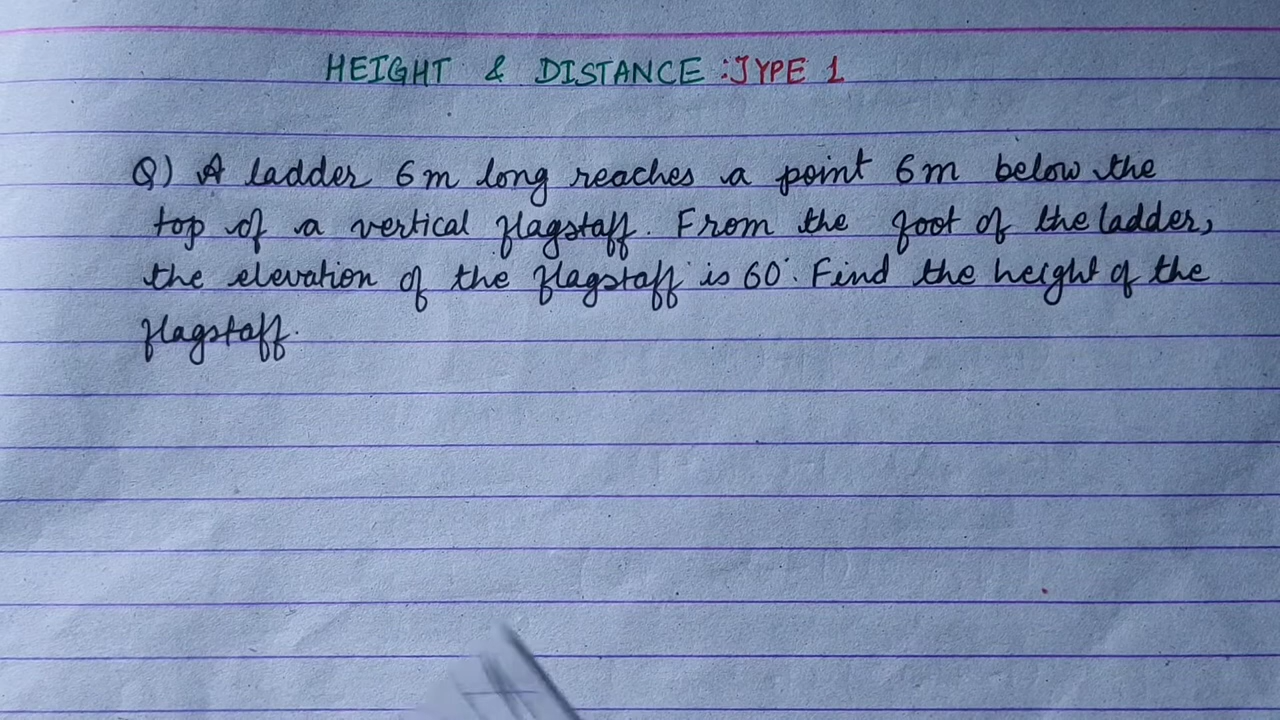 HEIGHT & DISTANCE : TYPE 1
Q) A ladder 6m long reaches a point 6m below the
top of a vertical flagstaff. From the foot of the ladder,
the elevation of the flagstaff is 60°. Find the height of the
flagstaff.